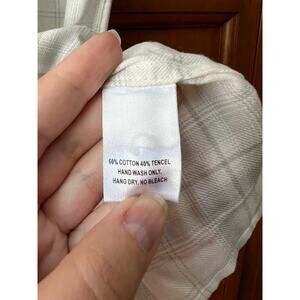 60% COTTON 40% TENCEL
HAND WASH ONLY,
HANG DRY, NO BLEACH